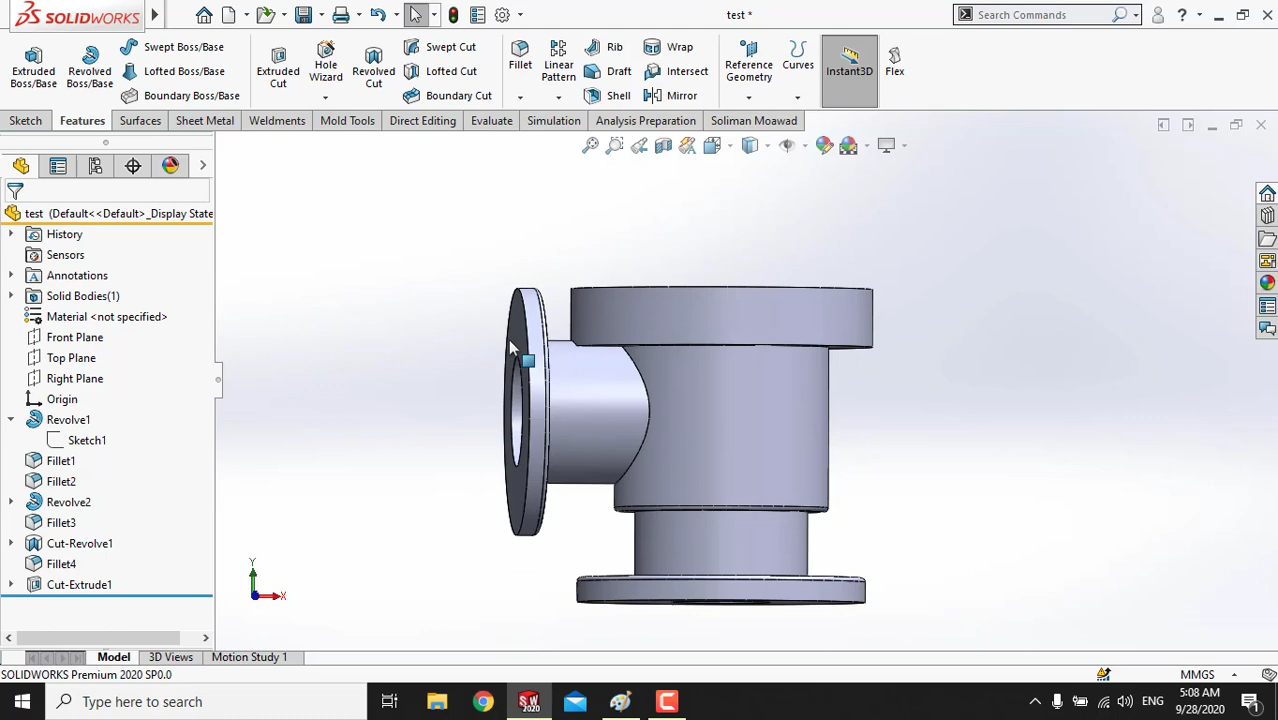 SOLIDWORKS
test *
Search Commands
Extruded Boss/Base
Revolved Boss/Base
Swept Boss/Base
Lofted Boss/Base
Boundary Boss/Base
Extruded Cut
Hole Wizard
Revolved Cut
Swept Cut
Lofted Cut
Boundary Cut
Fillet
Linear Pattern
Rib
Draft
Shell
Wrap
Intersect
Mirror
Reference Geometry
Curves
Instant3D
Flex
Sketch Features Surfaces Sheet Metal Weldments Mold Tools Direct Editing Evaluate Simulation Analysis Preparation Soliman Moawad
test (Default<<Default>_Display State
History
Sensors
Annotations
Solid Bodies(1)
Material <not specified>
Front Plane
Top Plane
Right Plane
Origin
Revolve1
Sketch1
Fillet1
Fillet2
Revolve2
Fillet3
Cut-Revolve1
Fillet4
Cut-Extrude1
Y
X
Model 3D Views Motion Study 1
SOLIDWORKS Premium 2020 SP0.0
MMGS
Type here to search
SW 2020
ENG
5:08 AM
9/28/2020
1